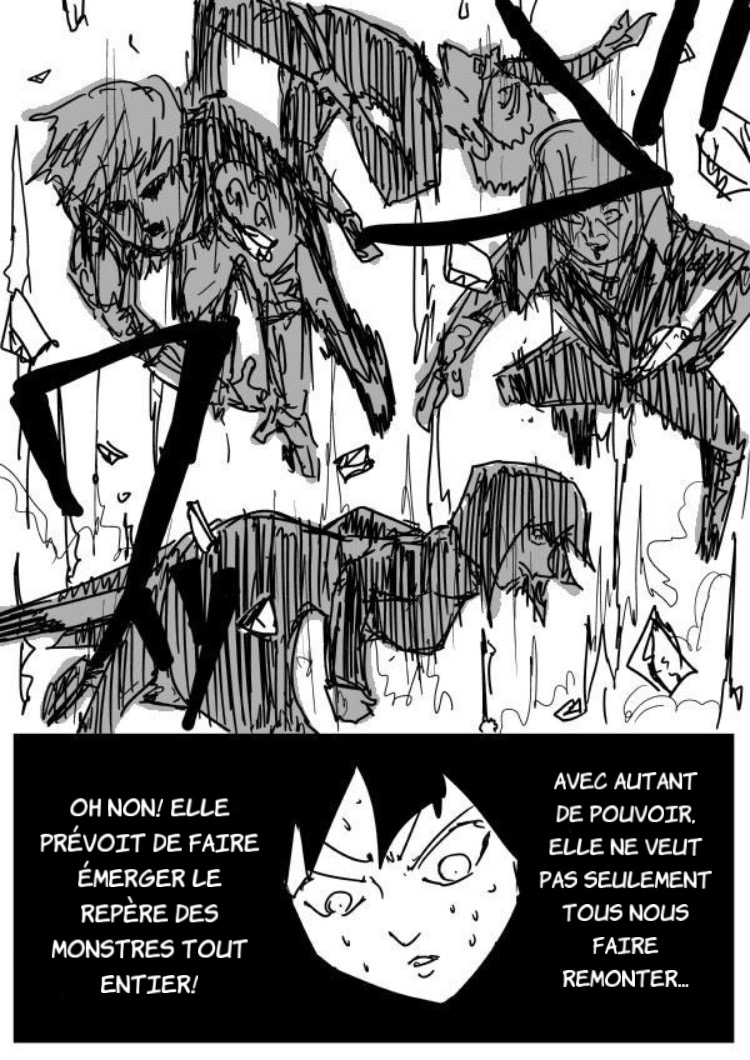 AVEC AUTANT
DE POUVOIR,
ELLE NE VEUT
PAS SEULEMENT
TOUS NOUS
FAIRE
REMONTER...
OH NON! ELLE
PRÉVOIT DE FAIRE
ÉMERGER LE
REPÈRE DES
MONSTRES TOUT
ENTIER!